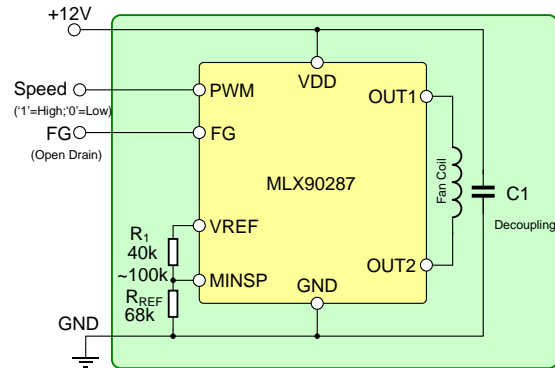 +12V
VDD
Speed
('1'=High;'0'=Low)
PWM
OUT1
FG
(Open Drain)
FG
MLX90287
Fan Coil
C1
Decoupling
VREF
R₁
40k
~100k
MINSP
OUT2
R_REF
68k
GND
GND